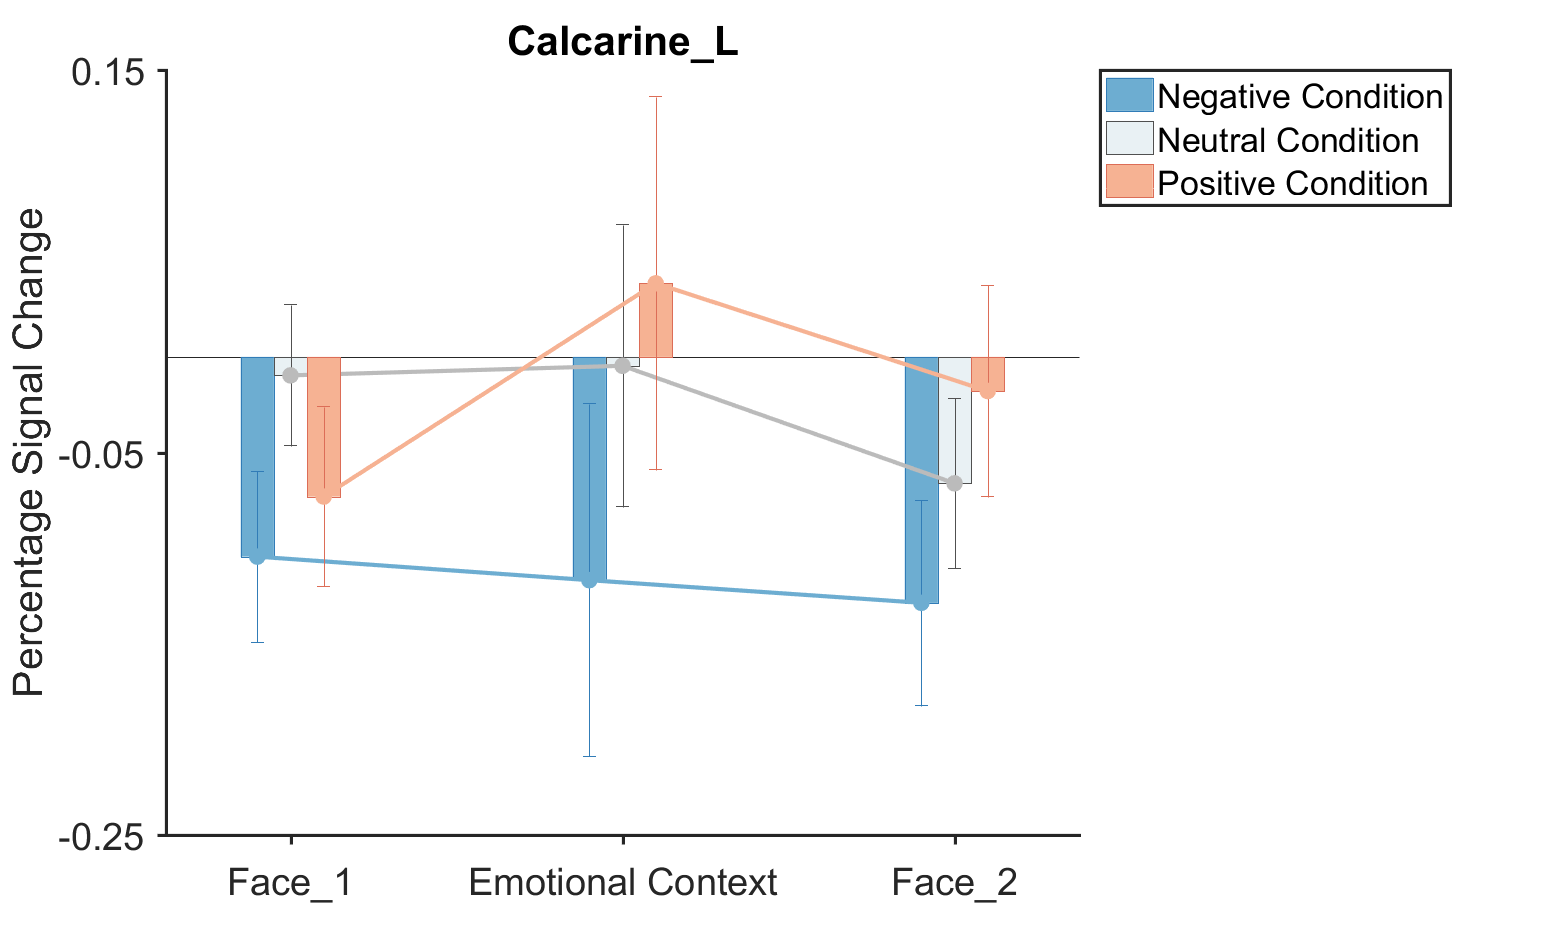 Calcarine_L
0.15
-0.05
-0.25
Percentage Signal Change
Face_1
Emotional Context
Face_2
Negative Condition
Neutral Condition
Positive Condition